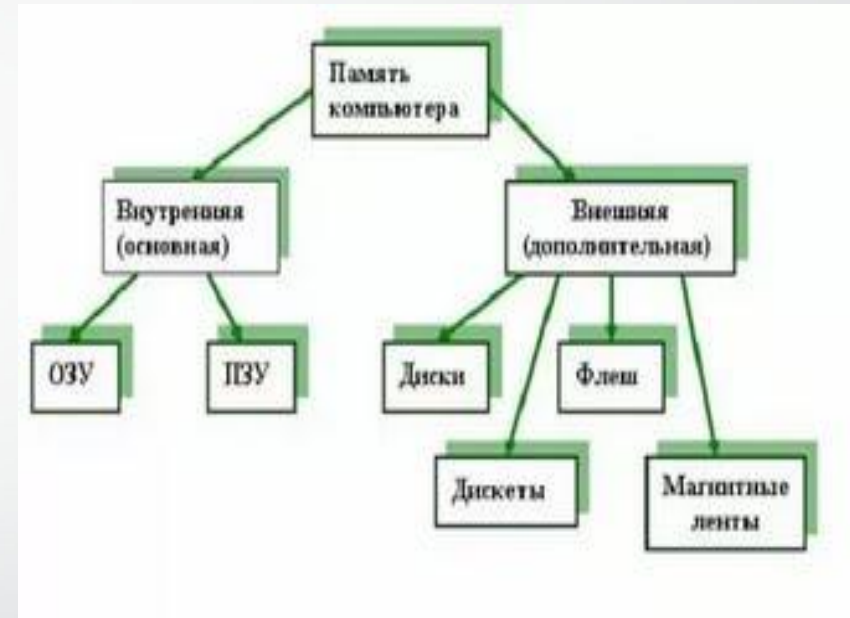 Память
компьютера
Внутренняя
(основная)
Внешняя
(дополнительная)
ОЗУ
ПЗУ
Диски
Флеш
Дискеты
Магнитные
ленты